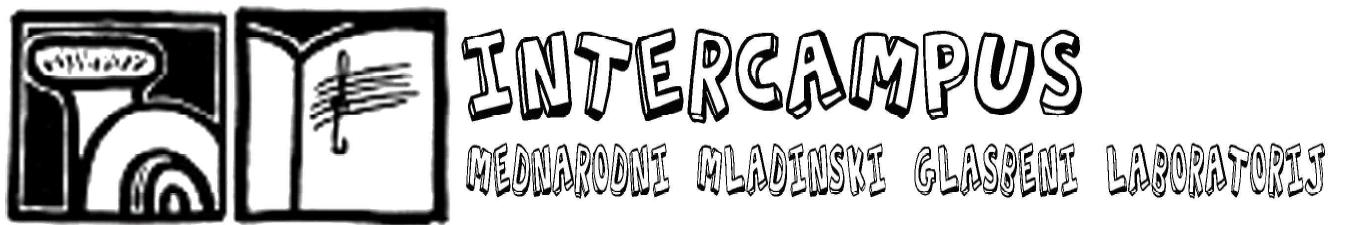 INTERCAMPUS
MEDNARODNI MLADINSKI GLASBENI LABORATORIJ